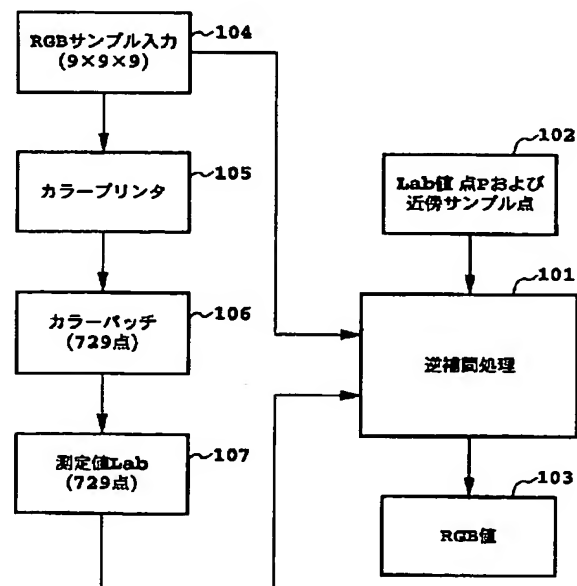 RGBサンプル入力
(9×9×9)
104
カラープリンタ
105
カラーパッチ
(729点)
106
測定値Lab
(729点)
107
102
Lab値 点Pおよび
近傍サンプル点
101
逆補間処理
103
RGB値